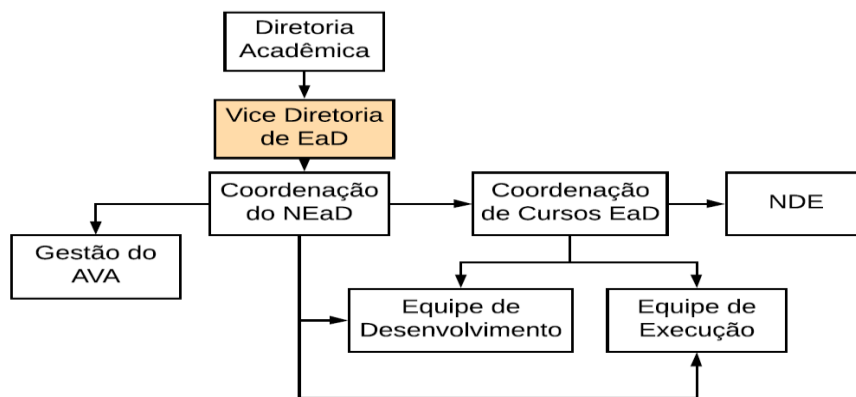 Diretoria
Acadêmica
Vice Diretoria
de EaD
Coordenação
do NEaD
Coordenação
de Cursos EaD
NDE
Gestão do
AVA
Equipe de
Desenvolvimento
Equipe de
Execução